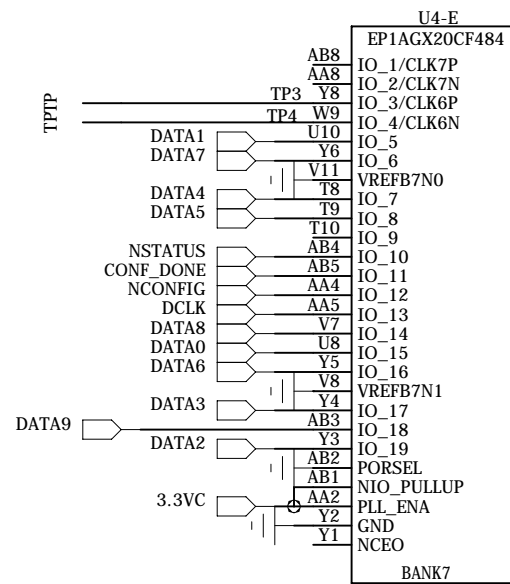 U4-E
EP1AGX20CF484
AB8 IO_1/CLK7P
AA8 IO_2/CLK7N
TPTP TP3 Y8 IO_3/CLK6P
TP4 W9 IO_4/CLK6N
DATA1 U10 IO_5
DATA7 Y6 IO_6
V11 VREFB7N0
DATA4 T8 IO_7
DATA5 T9 IO_8
T10 IO_9
NSTATUS AB4 IO_10
CONF_DONE AB5 IO_11
NCONFIG AA4 IO_12
DCLK AA5 IO_13
DATA8 V7 IO_14
DATA0 U8 IO_15
DATA6 Y5 IO_16
V8 VREFB7N1
DATA3 Y4 IO_17
DATA9 AB3 IO_18
DATA2 Y3 IO_19
AB2 PORSEL
AB1 NIO_PULLUP
3.3VC AA2 PLL_ENA
Y2 GND
Y1 NCEO
BANK7